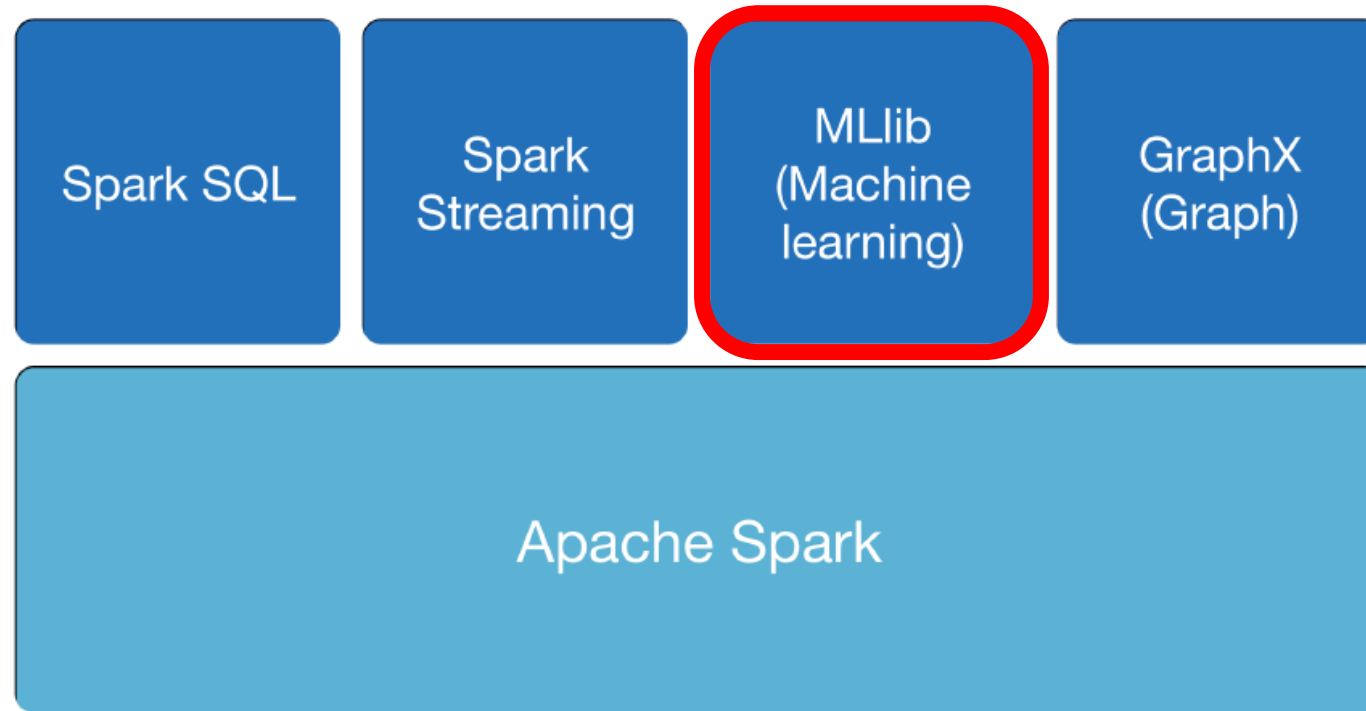 Spark SQL
Spark
Streaming
MLlib
(Machine
learning)
GraphX
(Graph)
Apache Spark